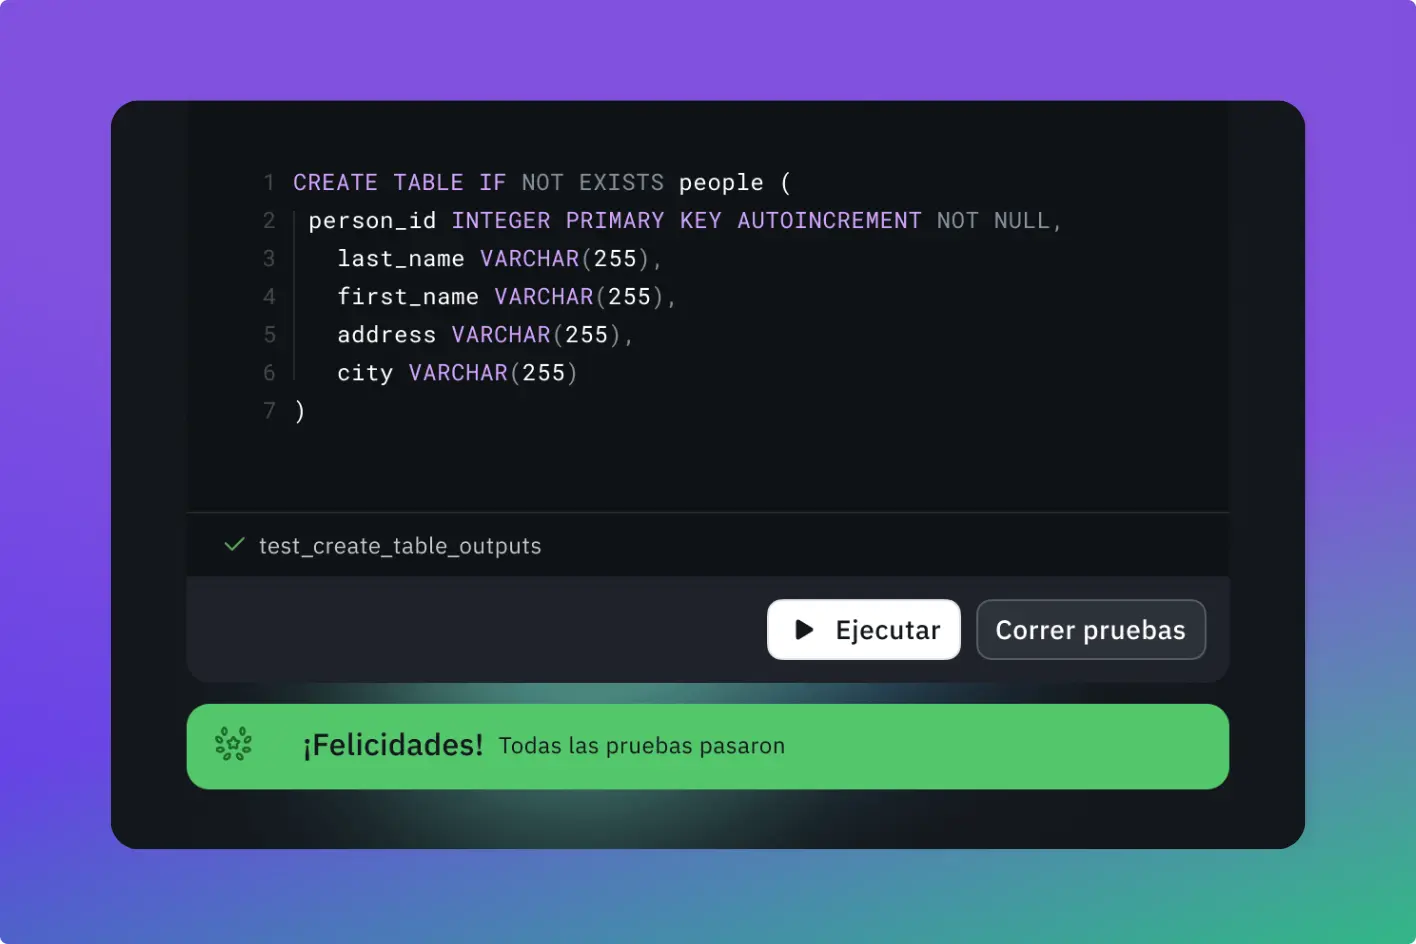 1 CREATE TABLE IF NOT EXISTS people (
2 person_id INTEGER PRIMARY KEY AUTOINCREMENT NOT NULL,
3 last_name VARCHAR(255),
4 first_name VARCHAR(255),
5 address VARCHAR(255),
6 city VARCHAR(255)
7 )
test_create_table_outputs
Ejecutar Correr pruebas
¡Felicidades! Todas las pruebas pasaron